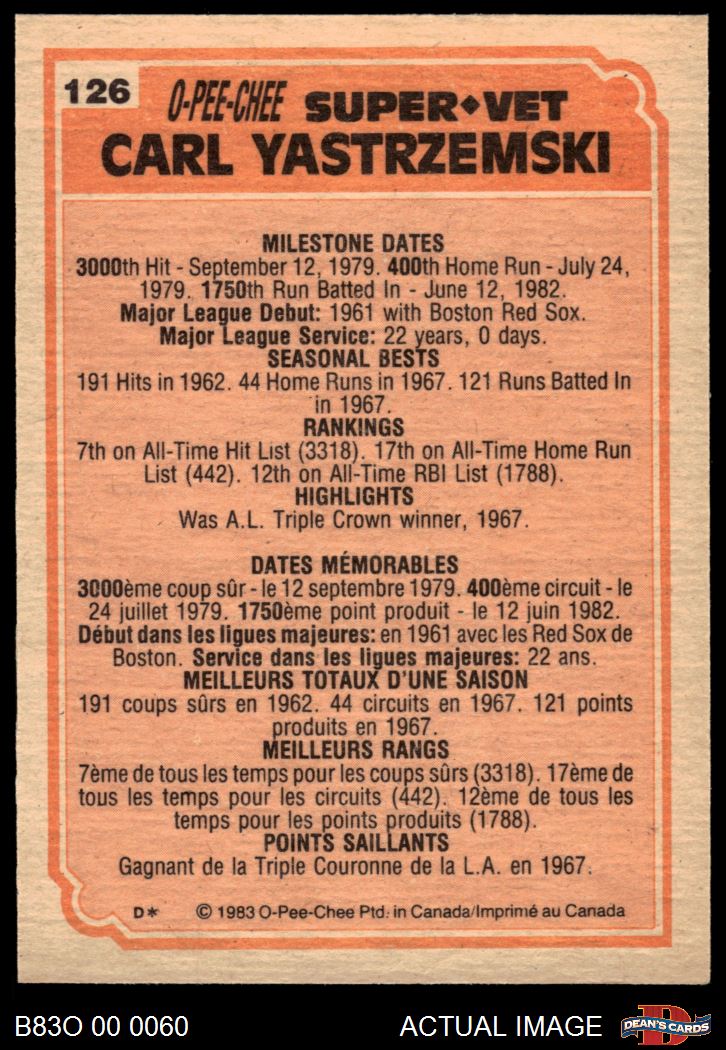 126 O-PEE-CHEE SUPER◆VET
CARL YASTRZEMSKI
MILESTONE DATES
3000th Hit - September 12, 1979. 400th Home Run - July 24,
1979. 1750th Run Batted In - June 12, 1982.
Major League Debut: 1961 with Boston Red Sox.
Major League Service: 22 years, 0 days.
SEASONAL BESTS
191 Hits in 1962. 44 Home Runs in 1967. 121 Runs Batted In
in 1967.
RANKINGS
7th on All-Time Hit List (3318). 17th on All-Time Home Run
List (442). 12th on All-Time RBI List (1788).
HIGHLIGHTS
Was A.L. Triple Crown winner, 1967.
DATES MÉMORABLES
3000ème coup sûr - le 12 septembre 1979. 400ème circuit - le
24 juillet 1979. 1750ème point produit - le 12 juin 1982.
Début dans les ligues majeures: en 1961 avec les Red Sox de
Boston. Service dans les ligues majeures: 22 ans.
MEILLEURS TOTAUX D'UNE SAISON
191 coups sûrs en 1962. 44 circuits en 1967. 121 points
produits en 1967.
MEILLEURS RANGS
7ème de tous les temps pour les coups sûrs (3318). 17ème de
tous les temps pour les circuits (442). 12ème de tous les
temps pour les points produits (1788).
POINTS SAILLANTS
Gagnant de la Triple Couronne de la L.A. en 1967.
D* © 1983 O-Pee-Chee Ptd. in Canada/Imprimé au Canada
B83O 00 0060 ACTUAL IMAGE D DEAN'S CARDS